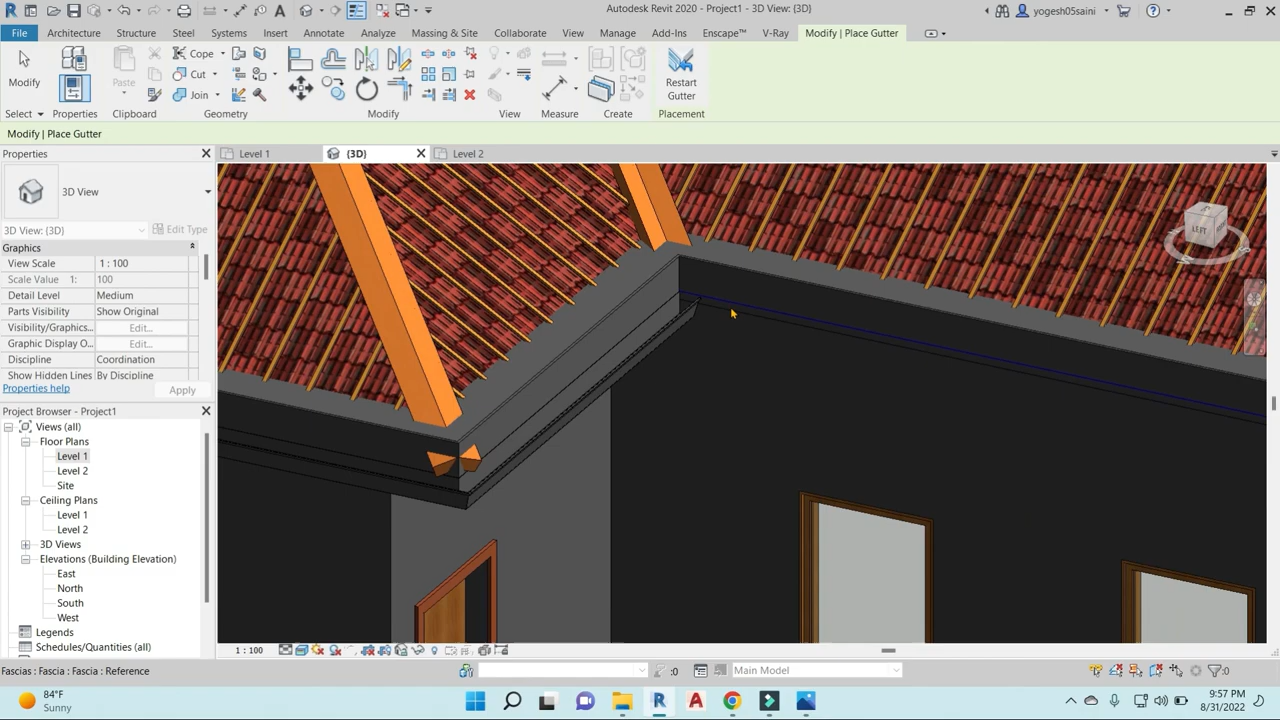 Autodesk Revit 2020 - Project1 - 3D View: {3D}
yogesh05saini
File Architecture Structure Steel Systems Insert Annotate Analyze Massing & Site Collaborate View Manage Add-Ins Enscape™ V-Ray Modify | Place Gutter
Modify
Paste
Cope
Cut
Join
Restart
Gutter
Select Properties Clipboard Geometry Modify View Measure Create Placement
Modify | Place Gutter
Properties
Level 1
{3D}
Level 2
3D View
3D View: {3D}
Edit Type
Graphics
View Scale 1 : 100
Scale Value 1: 100
Detail Level Medium
Parts Visibility Show Original
Visibility/Graphics... Edit...
Graphic Display O... Edit...
Discipline Coordination
Show Hidden Lines By Discipline
Properties help
Apply
Project Browser - Project1
Views (all)
Floor Plans
Level 1
Level 2
Site
Ceiling Plans
Level 1
Level 2
3D Views
Elevations (Building Elevation)
East
North
South
West
Legends
Schedules/Quantities (all)
LEFT
1 : 100
Fascias : Fascia : Fascia : Reference
:0
Main Model
:0
84°F
Sunny
9:57 PM
8/31/2022